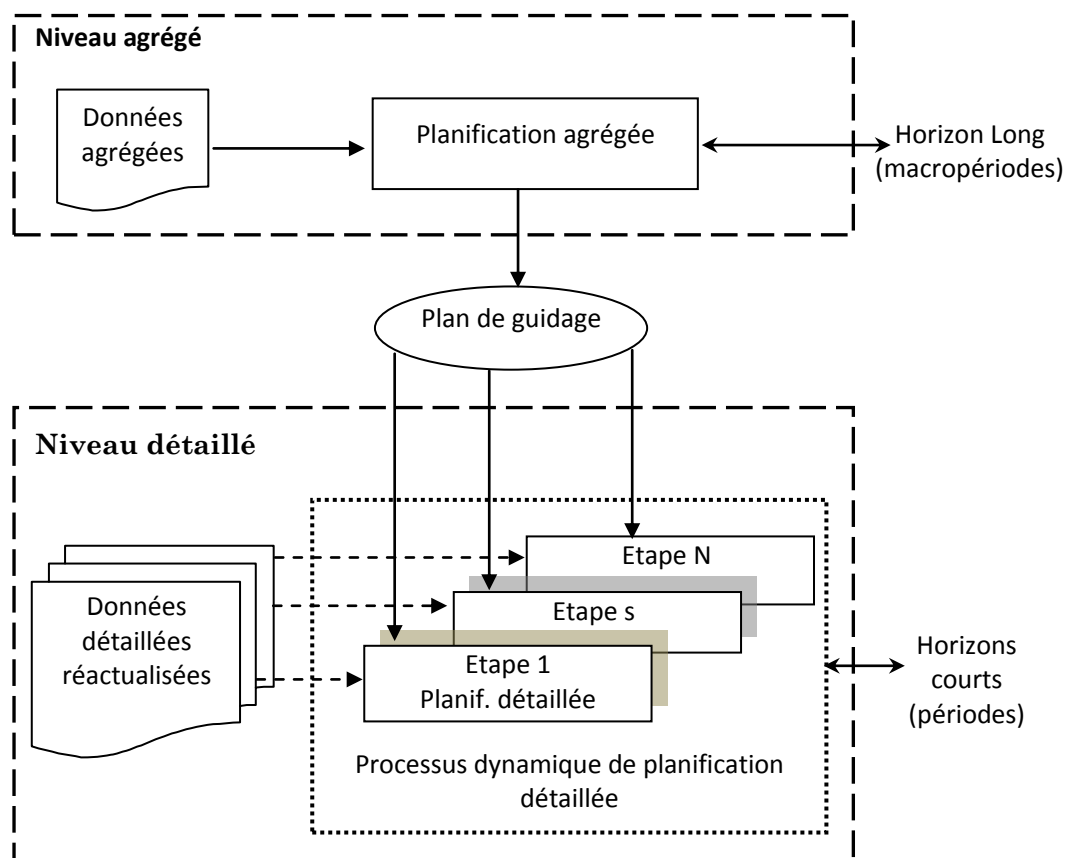 Niveau agrégé
Données
agrégées
Planification agrégée
Horizon Long
(macropériodes)
Plan de guidage
Niveau détaillé
Données
détaillées
réactualisées
Etape N
Etape s
Etape 1
Planif. détaillée
Horizons
courts
(périodes)
Processus dynamique de planification
détaillée